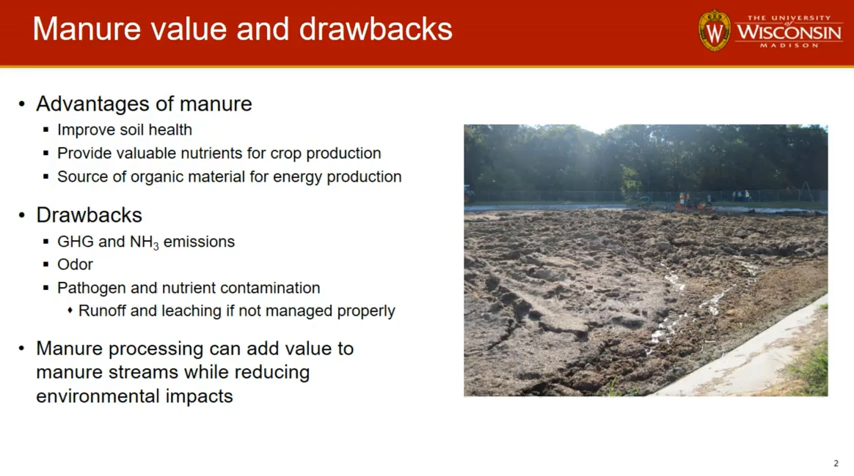 Manure value and drawbacks
THE UNIVERSITY
of
WISCONSIN
MADISON
W
• Advantages of manure
▪ Improve soil health
▪ Provide valuable nutrients for crop production
▪ Source of organic material for energy production
• Drawbacks
▪ GHG and NH₃ emissions
▪ Odor
▪ Pathogen and nutrient contamination
♦ Runoff and leaching if not managed properly
• Manure processing can add value to
manure streams while reducing
environmental impacts
2